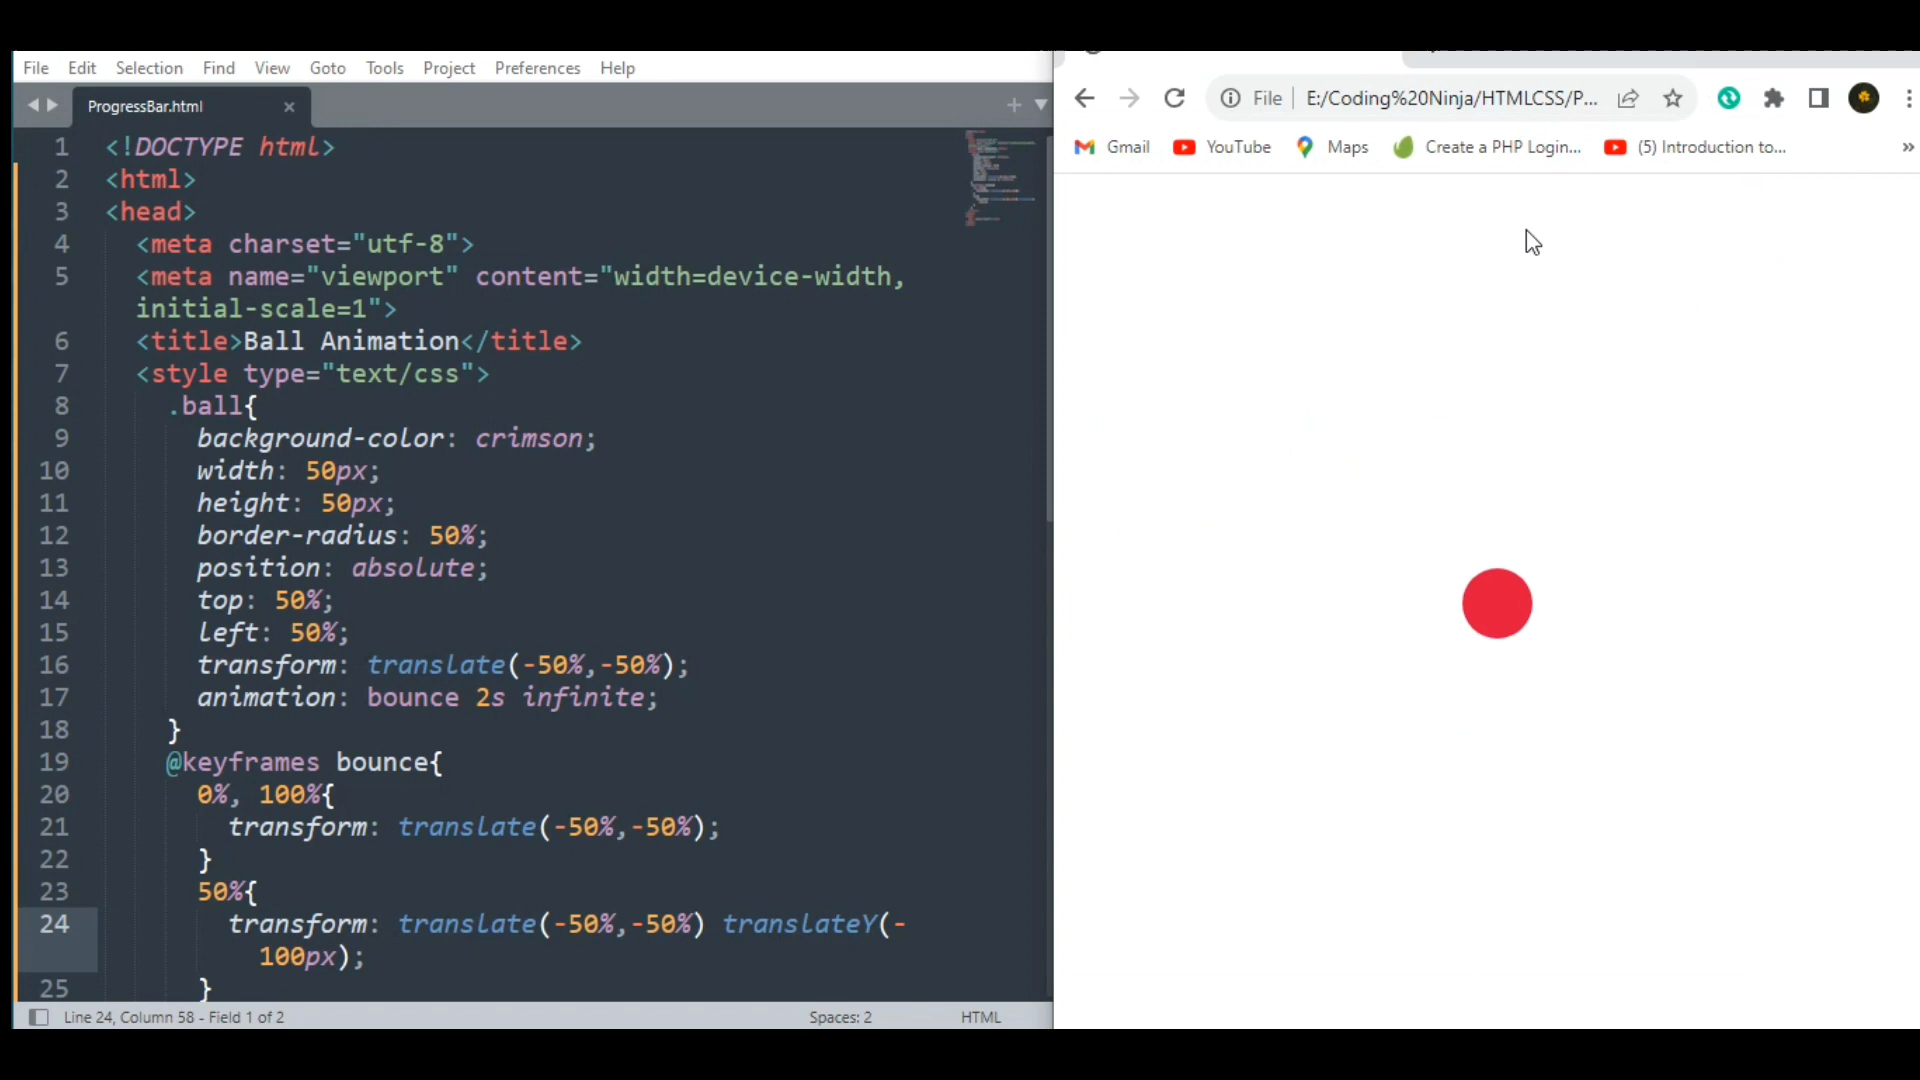 File Edit Selection Find View Goto Tools Project Preferences Help
ProgressBar.html
1 <!DOCTYPE html>
2 <html>
3 <head>
4 <meta charset="utf-8">
5 <meta name="viewport" content="width=device-width,
initial-scale=1">
6 <title>Ball Animation</title>
7 <style type="text/css">
8 .ball{
9 background-color: crimson;
10 width: 50px;
11 height: 50px;
12 border-radius: 50%;
13 position: absolute;
14 top: 50%;
15 left: 50%;
16 transform: translate(-50%,-50%);
17 animation: bounce 2s infinite;
18 }
19 @keyframes bounce{
20 0%, 100%{
21 transform: translate(-50%,-50%);
22 }
23 50%{
24 transform: translate(-50%,-50%) translateY(-
100px);
25 }
Line 24, Column 58 - Field 1 of 2
Spaces: 2
HTML
File E:/Coding%20Ninja/HTMLCSS/P...
Gmail YouTube Maps Create a PHP Login... (5) Introduction to... »